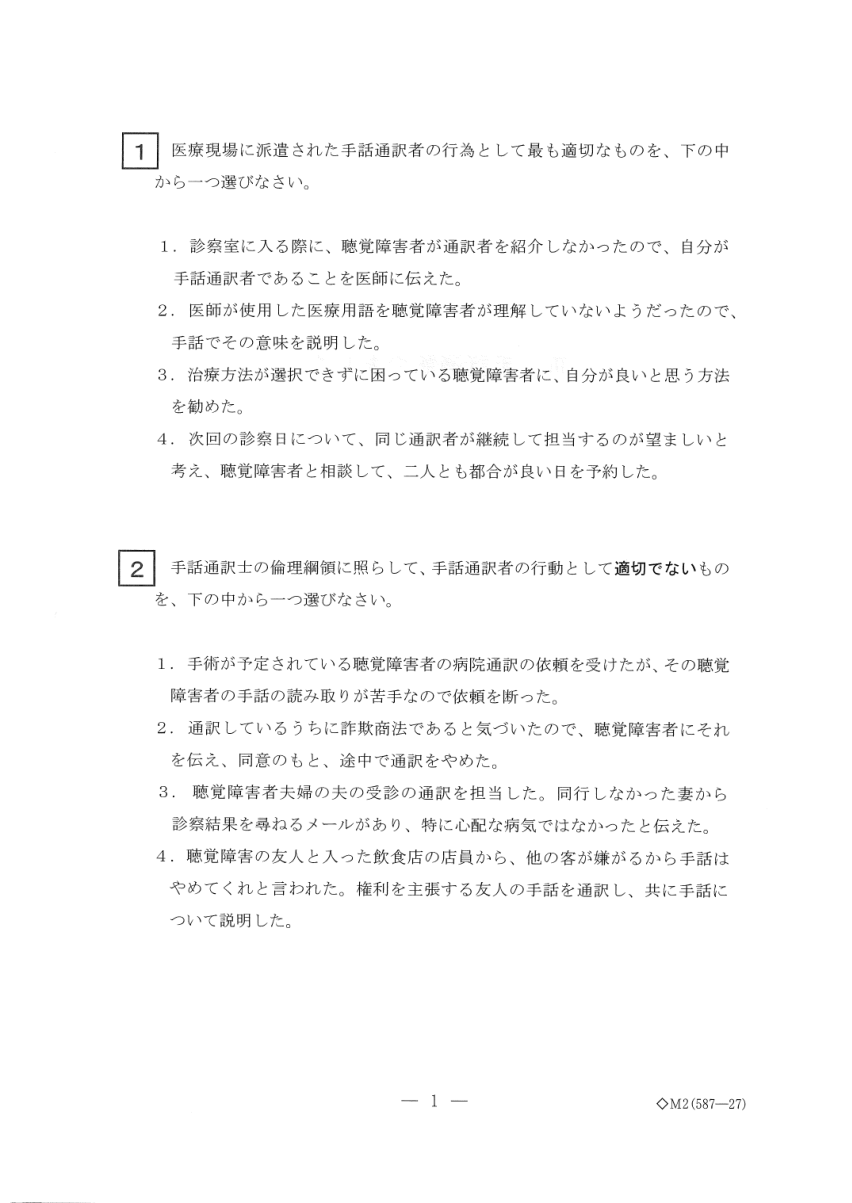 1 医療現場に派遣された手話通訳者の行為として最も適切なものを、下の中
から一つ選びなさい。
1．診察室に入る際に、聴覚障害者が通訳者を紹介しなかったので、自分が
手話通訳者であることを医師に伝えた。
2．医師が使用した医療用語を聴覚障害者が理解していないようだったので、
手話でその意味を説明した。
3．治療方法が選択できずに困っている聴覚障害者に、自分が良いと思う方法
を勧めた。
4．次回の診察日について、同じ通訳者が継続して担当するのが望ましいと
考え、聴覚障害者と相談して、二人とも都合が良い日を予約した。
2 手話通訳士の倫理綱領に照らして、手話通訳者の行動として適切でないもの
を、下の中から一つ選びなさい。
1．手術が予定されている聴覚障害者の病院通訳の依頼を受けたが、その聴覚
障害者の手話の読み取りが苦手なので依頼を断った。
2．通訳しているうちに詐欺商法であると気づいたので、聴覚障害者にそれ
を伝え、同意のもと、途中で通訳をやめた。
3． 聴覚障害者夫婦の夫の受診の通訳を担当した。同行しなかった妻から
診察結果を尋ねるメールがあり、特に心配な病気ではなかったと伝えた。
4．聴覚障害の友人と入った飲食店の店員から、他の客が嫌がるから手話は
やめてくれと言われた。権利を主張する友人の手話を通訳し、共に手話に
ついて説明した。
― 1 ―
◇M2(587―27)